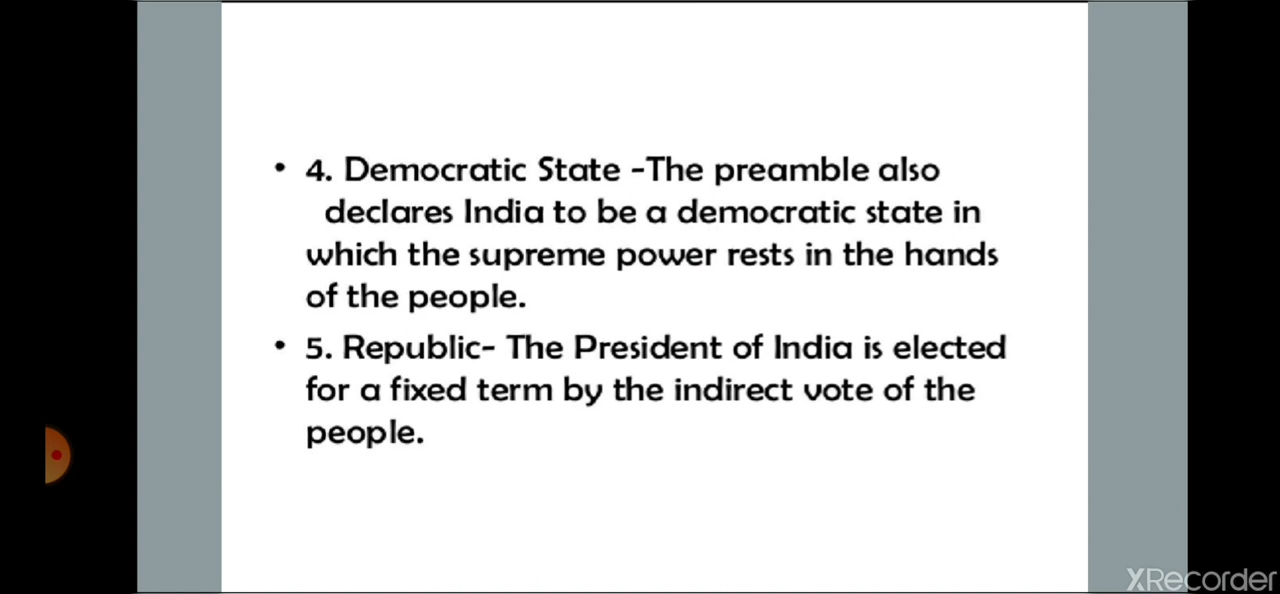 • 4. Democratic State -The preamble also
declares India to be a democratic state in
which the supreme power rests in the hands
of the people.
• 5. Republic- The President of India is elected
for a fixed term by the indirect vote of the
people.
XRecorder